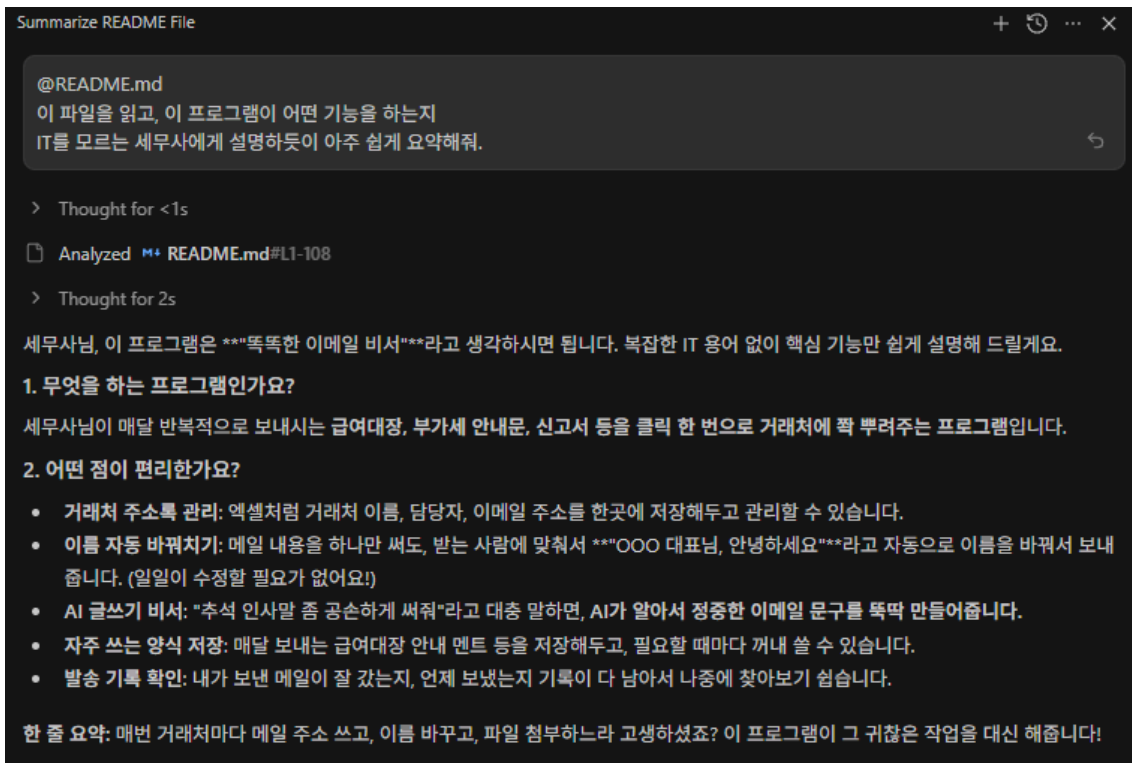 Summarize README File
@README.md
이 파일을 읽고, 이 프로그램이 어떤 기능을 하는지
IT를 모르는 세무사에게 설명하듯이 아주 쉽게 요약해줘.
Thought for <1s
Analyzed README.md#L1-108
Thought for 2s
세무사님, 이 프로그램은 **"똑똑한 이메일 비서"**라고 생각하시면 됩니다. 복잡한 IT 용어 없이 핵심 기능만 쉽게 설명해 드릴게요.
1. 무엇을 하는 프로그램인가요?
세무사님이 매달 반복적으로 보내시는 급여대장, 부가세 안내문, 신고서 등을 클릭 한 번으로 거래처에 쫙 뿌려주는 프로그램입니다.
2. 어떤 점이 편리한가요?
• 거래처 주소록 관리: 엑셀처럼 거래처 이름, 담당자, 이메일 주소를 한곳에 저장해두고 관리할 수 있습니다.
• 이름 자동 바꿔치기: 메일 내용을 하나만 써도, 받는 사람에 맞춰서 **"OOO 대표님, 안녕하세요"**라고 자동으로 이름을 바꿔서 보내
줍니다. (일일이 수정할 필요가 없어요!)
• AI 글쓰기 비서: "추석 인사말 좀 공손하게 써줘"라고 대충 말하면, AI가 알아서 정중한 이메일 문구를 뚝딱 만들어줍니다.
• 자주 쓰는 양식 저장: 매달 보내는 급여대장 안내 멘트 등을 저장해두고, 필요할 때마다 꺼내 쓸 수 있습니다.
• 발송 기록 확인: 내가 보낸 메일이 잘 갔는지, 언제 보냈는지 기록이 다 남아서 나중에 찾아보기 쉽습니다.
한 줄 요약: 매번 거래처마다 메일 주소 쓰고, 이름 바꾸고, 파일 첨부하느라 고생하셨죠? 이 프로그램이 그 귀찮은 작업을 대신 해줍니다!